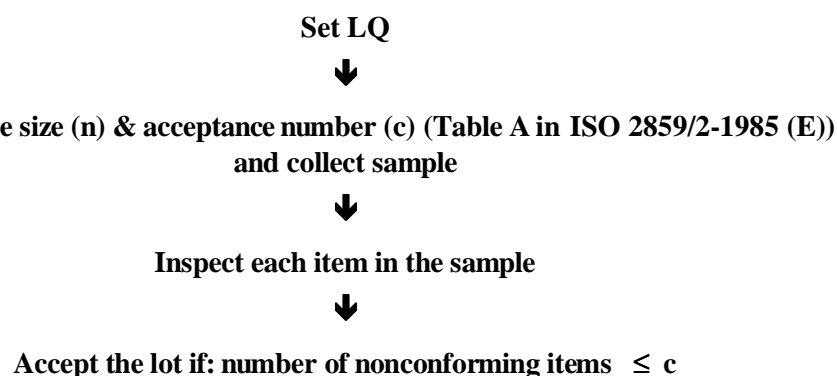 Set LQ
🡻
e size (n) & acceptance number (c) (Table A in ISO 2859/2-1985 (E))
and collect sample
🡻
Inspect each item in the sample
🡻
Accept the lot if: number of nonconforming items ≤ c